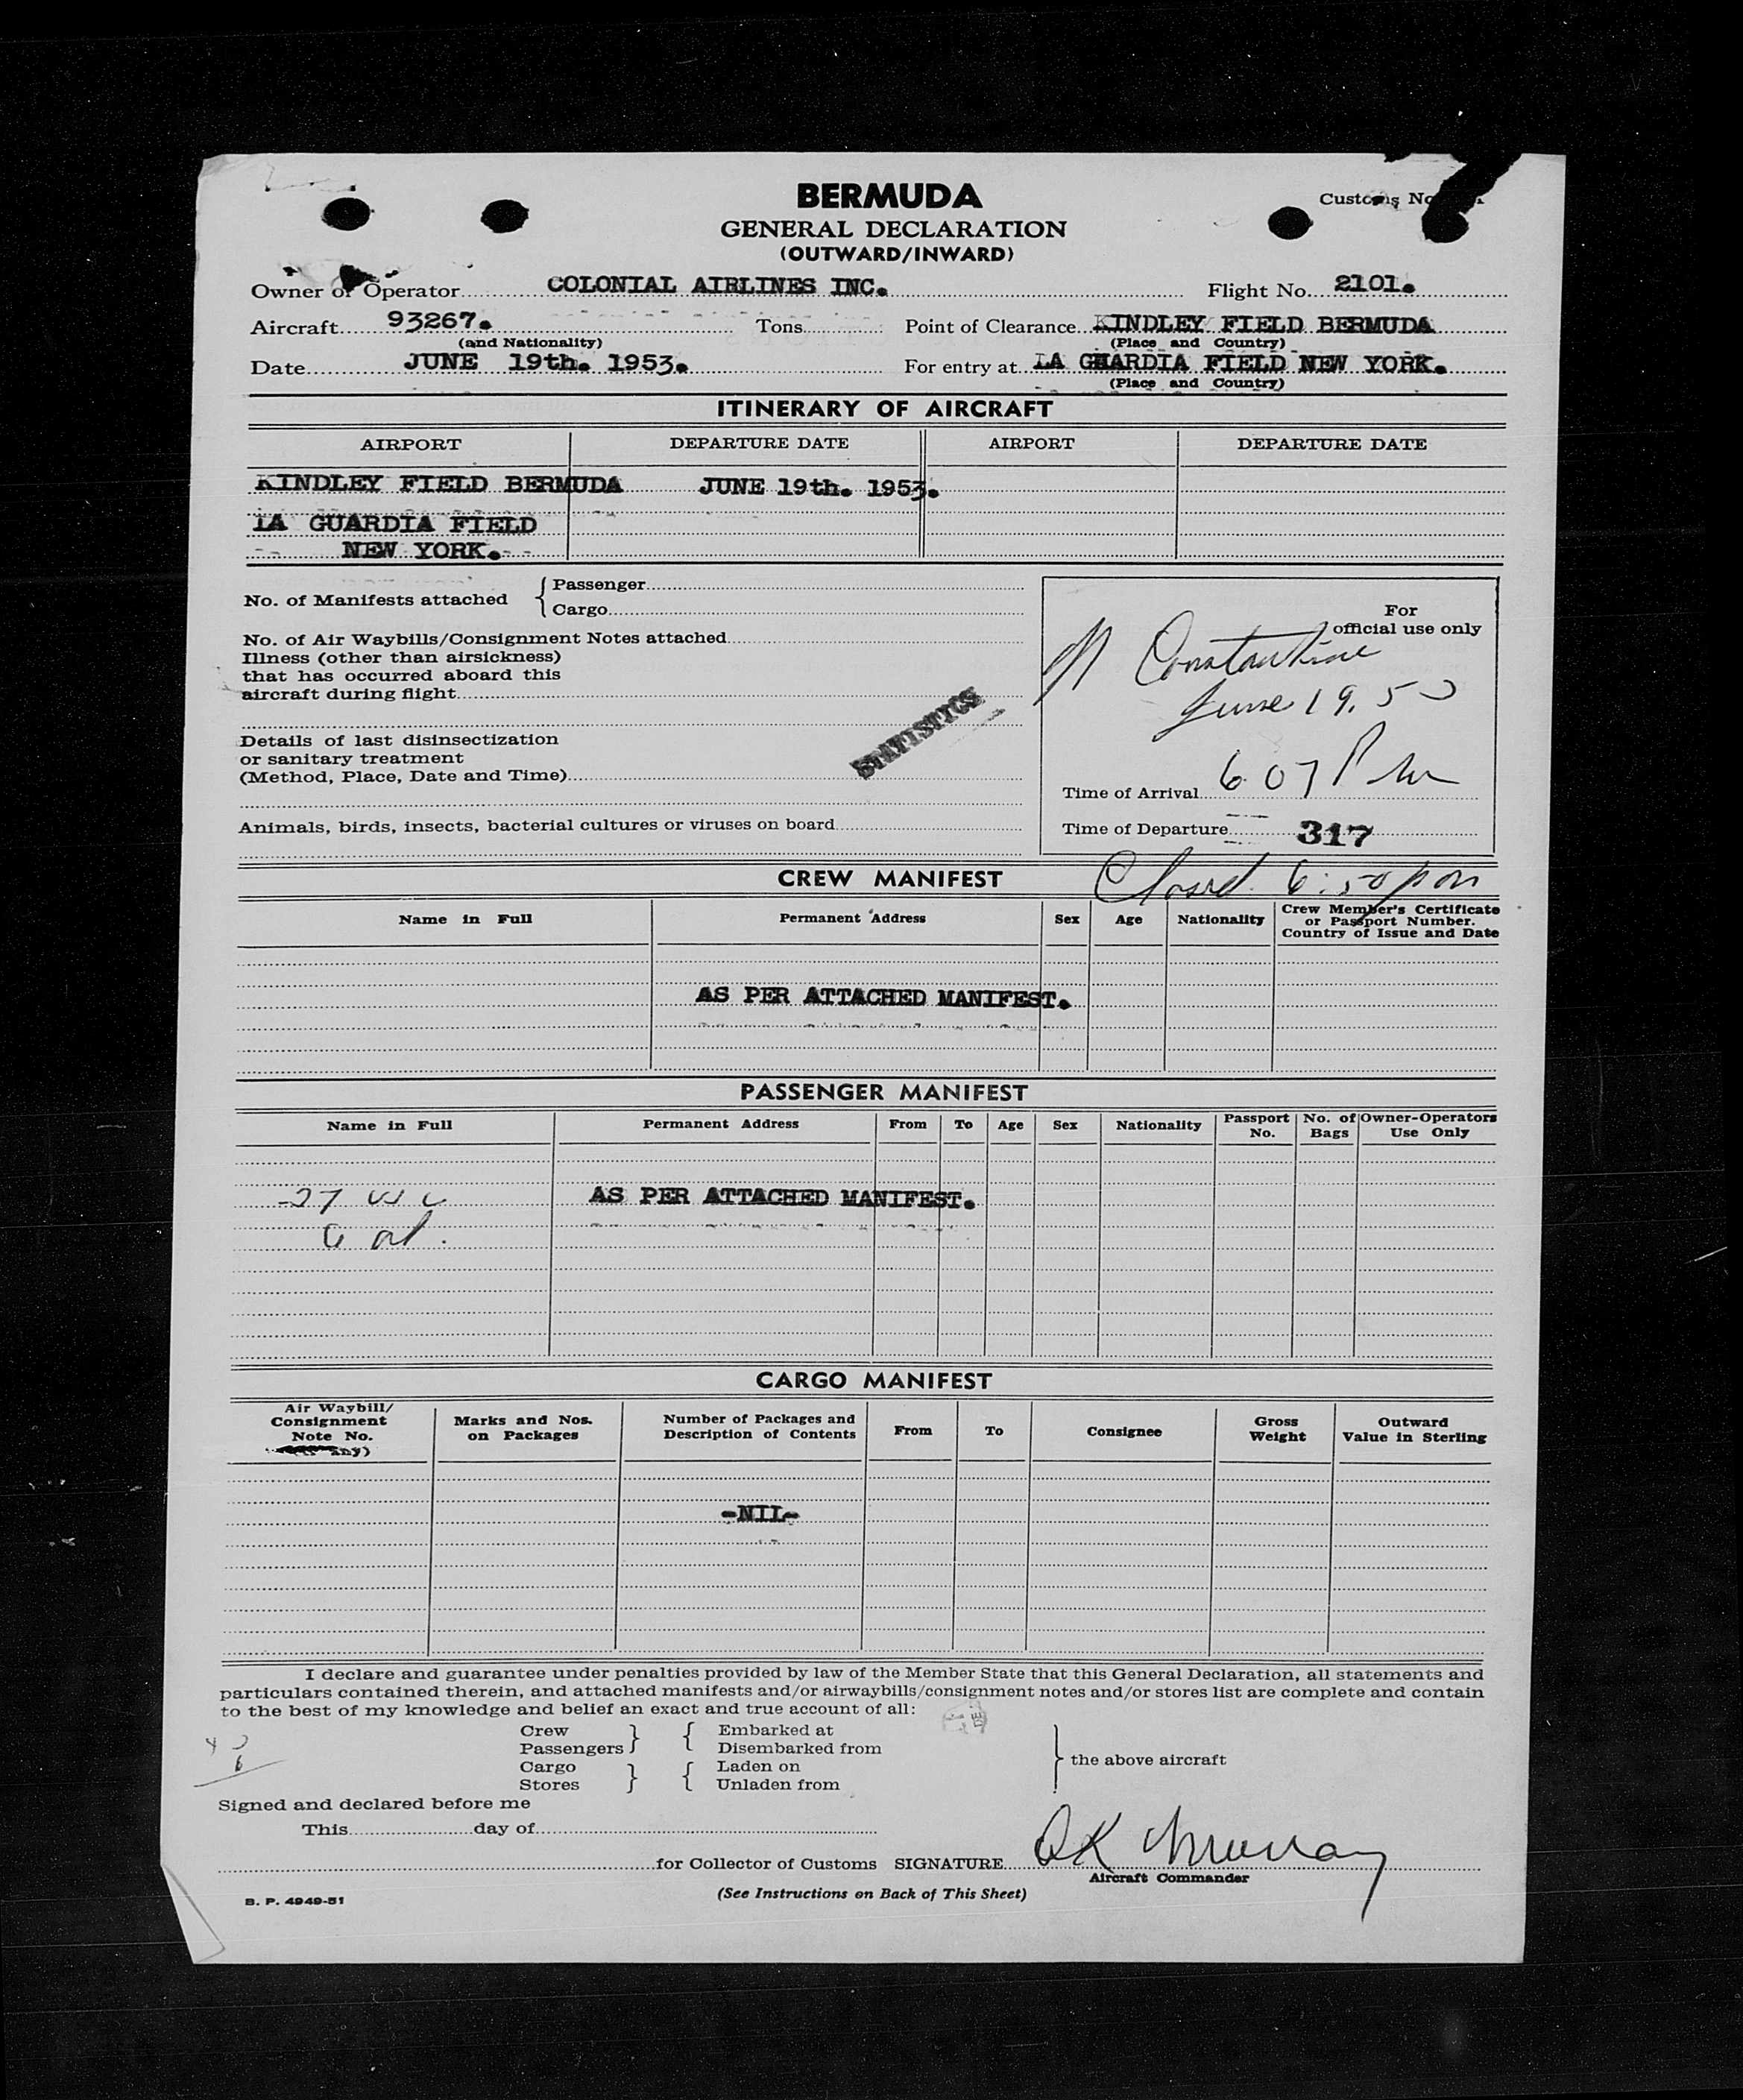 BERMUDA
Customs No
GENERAL DECLARATION
(OUTWARD/INWARD)
Owner or Operator COLONIAL AIRLINES INC. Flight No. 2101.
Aircraft 93267. Tons Point of Clearance KINDLEY FIELD BERMUDA
(and Nationality) (Place and Country)
Date JUNE 19th. 1953. For entry at LA GUARDIA FIELD NEW YORK.
(Place and Country)
ITINERARY OF AIRCRAFT
AIRPORT DEPARTURE DATE AIRPORT DEPARTURE DATE
KINDLEY FIELD BERMUDA JUNE 19th. 1953.
LA GUARDIA FIELD
NEW YORK.
No. of Manifests attached { Passenger
Cargo
For
official use only
No. of Air Waybills/Consignment Notes attached
Illness (other than airsickness)
that has occurred aboard this
aircraft during flight
Constantine
June 19. 53
STATISTICS
Details of last disinsectization
or sanitary treatment
(Method, Place, Date and Time)
Time of Arrival 6 07 Pm
Animals, birds, insects, bacterial cultures or viruses on board
Time of Departure 317
CREW MANIFEST Closed 6:50 pm
Name in Full Permanent Address Sex Age Nationality Crew Member's Certificate
or Passport Number.
Country of Issue and Date
AS PER ATTACHED MANIFEST.
PASSENGER MANIFEST
Name in Full Permanent Address From To Age Sex Nationality Passport No. No. of Bags Owner-Operators Use Only
AS PER ATTACHED MANIFEST.
CARGO MANIFEST
Air Waybill/
Consignment
Note No.
any)
Marks and Nos.
on Packages
Number of Packages and
Description of Contents
From To Consignee
Gross
Weight
Outward
Value in Sterling
-NIL-
I declare and guarantee under penalties provided by law of the Member State that this General Declaration, all statements and
particulars contained therein, and attached manifests and/or airwaybills/consignment notes and/or stores list are complete and contain
to the best of my knowledge and belief an exact and true account of all:
Crew } { Embarked at
Passengers Disembarked from
} the above aircraft
Cargo } { Laden on
Stores Unladen from
Signed and declared before me
This day of
for Collector of Customs SIGNATURE Murray
Aircraft Commander
B. P. 4949-51
(See Instructions on Back of This Sheet)